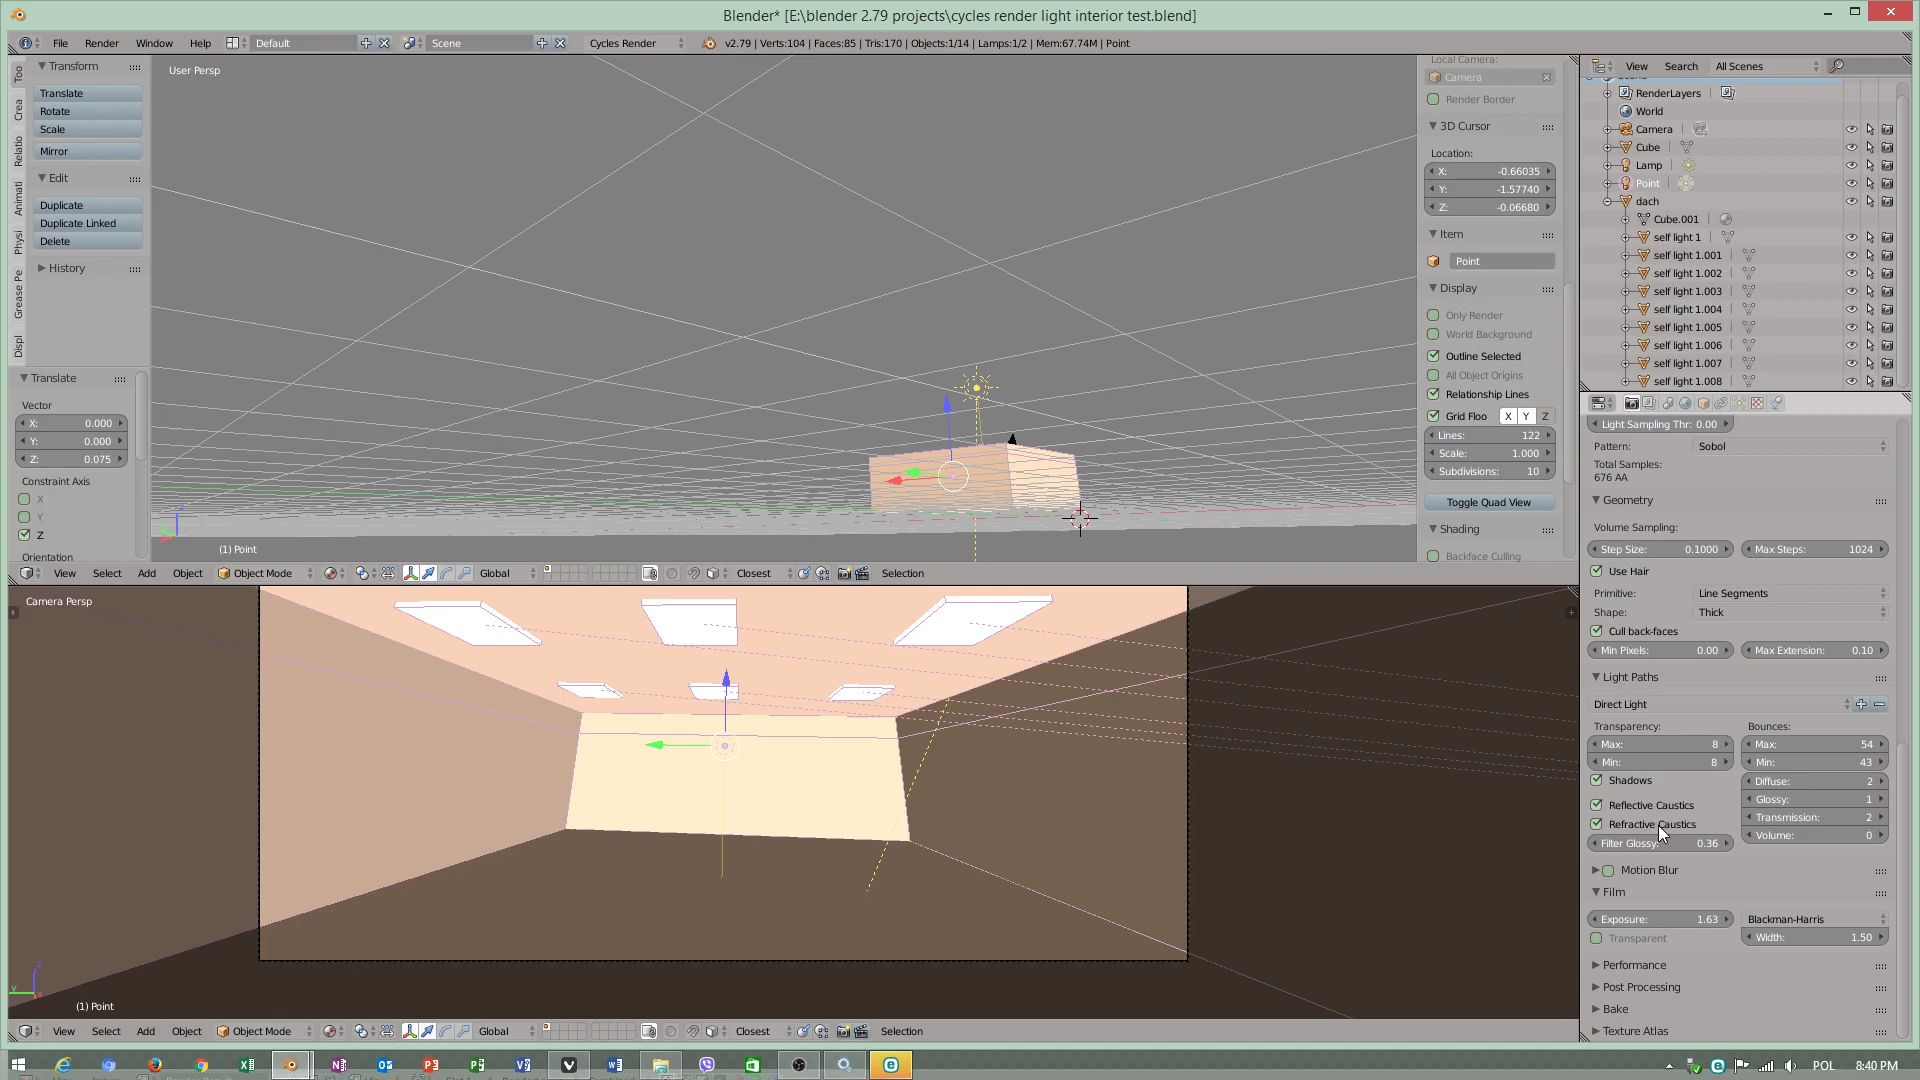 Blender* [E:\blender 2.79 projects\cycles render light interior test.blend]
File Render Window Help Default Scene Cycles Render v2.79 | Verts:104 | Faces:85 | Tris:170 | Objects:1/14 | Lamps:1/2 | Mem:67.74M | Point
Too
Crea
Relatio
Animati
Physi
Grease Pe
Displ
Transform
Translate
Rotate
Scale
Mirror
Edit
Duplicate
Duplicate Linked
Delete
History
Translate
Vector
X: 0.000
Y: 0.000
Z: 0.075
Constraint Axis
X
Y
Z
Orientation
User Persp
(1) Point
Local Camera:
Camera
Render Border
3D Cursor
Location:
X: -0.66035
Y: -1.57740
Z: -0.06680
Item
Point
Display
Only Render
World Background
Outline Selected
All Object Origins
Relationship Lines
Grid Floo X Y Z
Lines: 122
Scale: 1.000
Subdivisions: 10
Toggle Quad View
Shading
Backface Culling
View Select Add Object Object Mode Global Closest Selection
Camera Persp
(1) Point
View Select Add Object Object Mode Global Closest Selection
View Search All Scenes
RenderLayers
World
Camera
Cube
Lamp
Point
dach
Cube.001
self light 1
self light 1.001
self light 1.002
self light 1.003
self light 1.004
self light 1.005
self light 1.006
self light 1.007
self light 1.008
Light Sampling Thr: 0.00
Pattern: Sobol
Total Samples:
676 AA
Geometry
Volume Sampling:
Step Size: 0.1000 Max Steps: 1024
Use Hair
Primitive: Line Segments
Shape: Thick
Cull back-faces
Min Pixels: 0.00 Max Extension: 0.10
Light Paths
Direct Light
Transparency: Bounces:
Max: 8 Max: 54
Min: 8 Min: 43
Shadows Diffuse: 2
Reflective Caustics Glossy: 1
Refractive Caustics Transmission: 2
Filter Glossy: 0.36 Volume: 0
Motion Blur
Film
Exposure: 1.63 Blackman-Harris
Transparent Width: 1.50
Performance
Post Processing
Bake
Texture Atlas
POL 8:40 PM